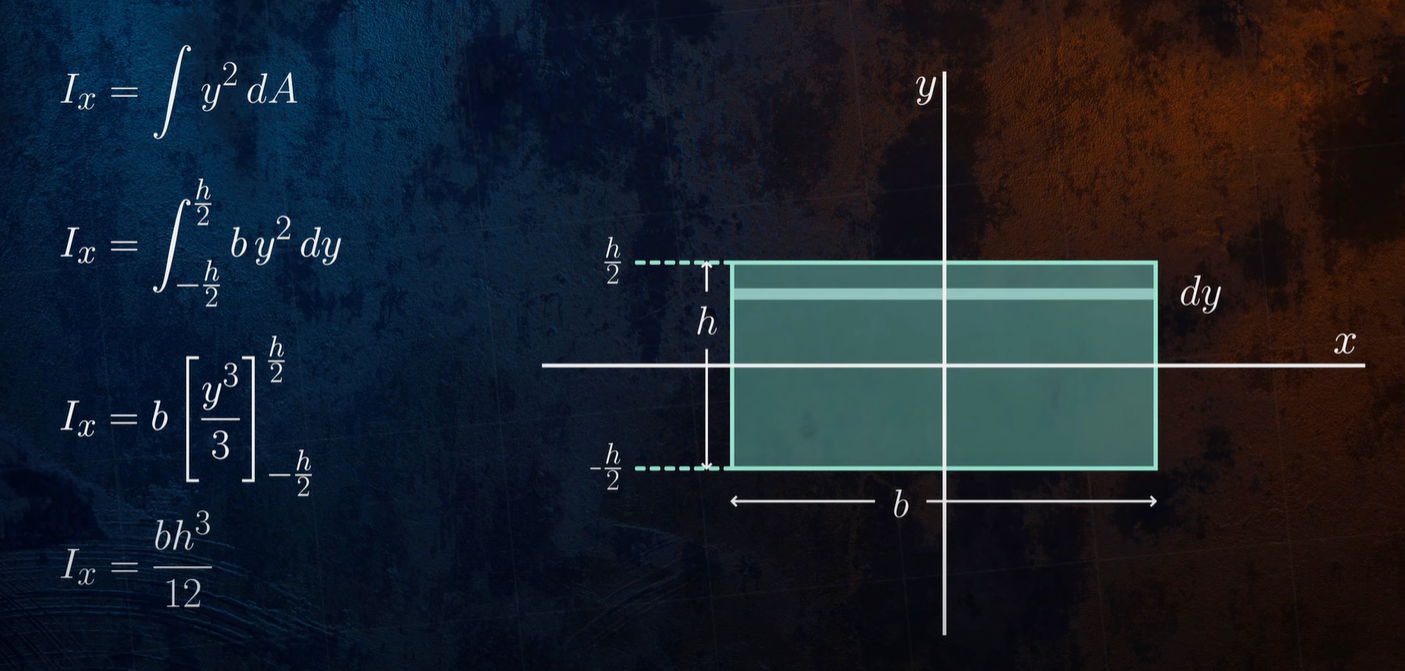 $I_x = \int y^2 \, dA$
$I_x = \int_{-\frac{h}{2}}^{\frac{h}{2}} b \, y^2 \, dy$
$I_x = b \left[ \frac{y^3}{3} \right]_{-\frac{h}{2}}^{\frac{h}{2}}$
$I_x = \frac{bh^3}{12}$
y
$\frac{h}{2}$
dy
h
x
$-\frac{h}{2}$
b